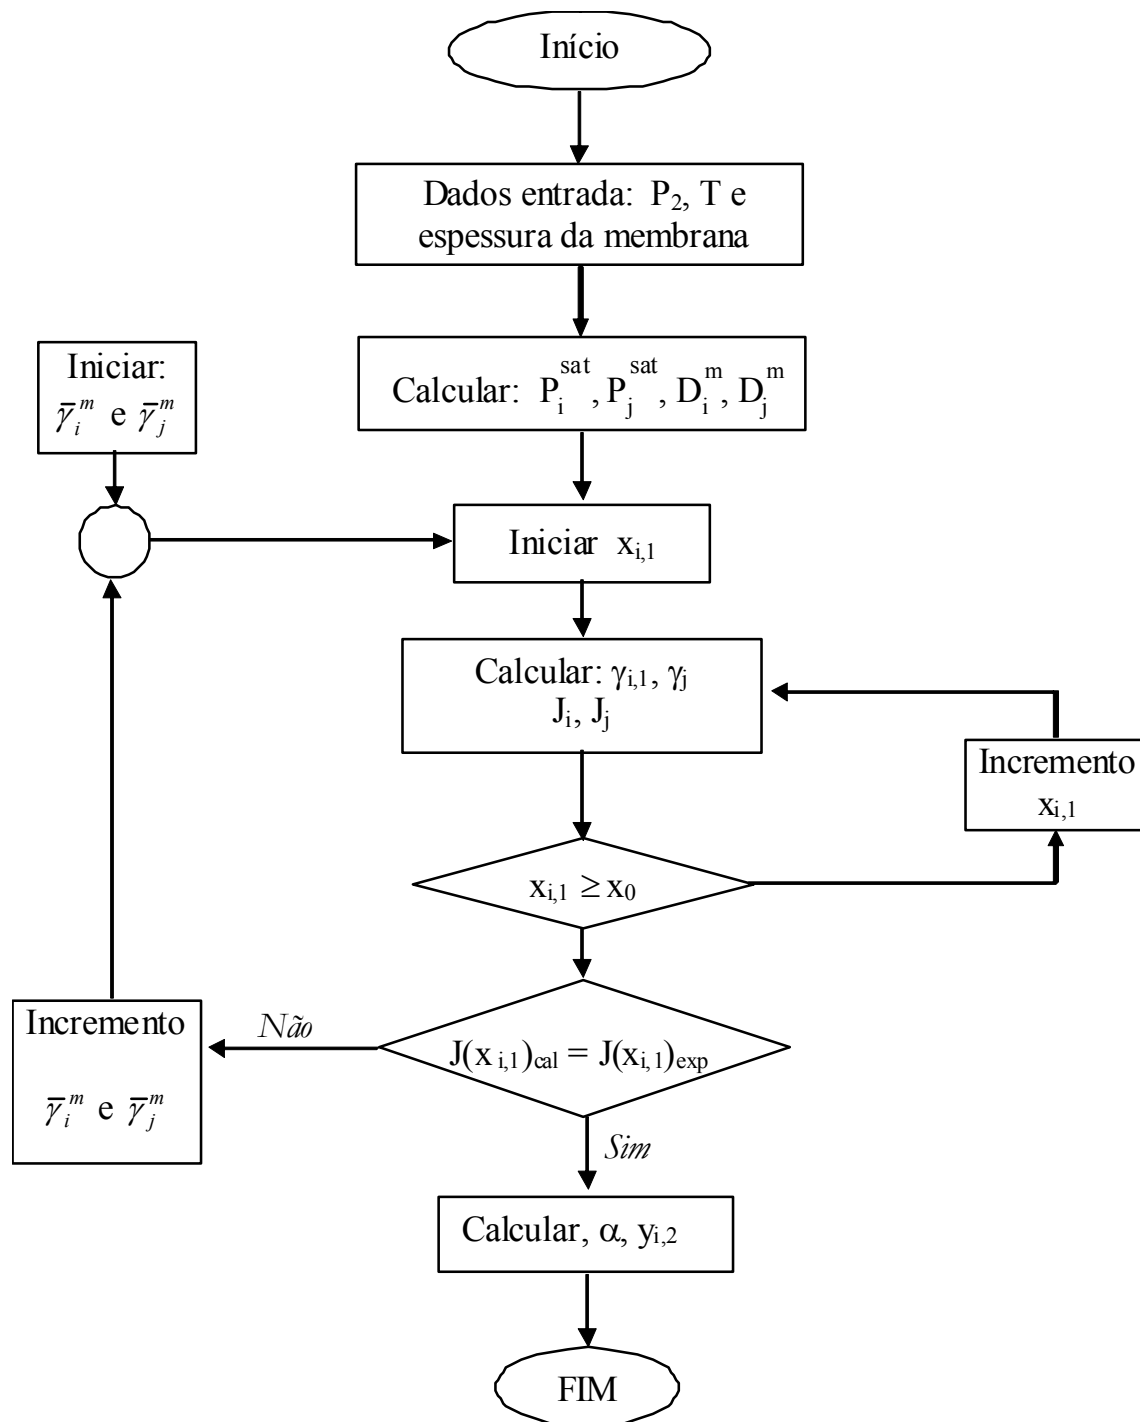 Início
Dados entrada: P₂, T e
espessura da membrana
Iniciar:
γ̅ᵢᵐ e γ̅ⱼᵐ
Calcular: Pᵢˢᵃᵗ, Pⱼˢᵃᵗ, Dᵢᵐ, Dⱼᵐ
Iniciar xᵢ,₁
Calcular: γᵢ,₁, γⱼ
Jᵢ, Jⱼ
Incremento
xᵢ,₁
xᵢ,₁ ≥ x₀
Incremento
γ̅ᵢᵐ e γ̅ⱼᵐ
Não
J(x i,1)cal = J(xi, 1)exp
Sim
Calcular, α, yᵢ,₂
FIM